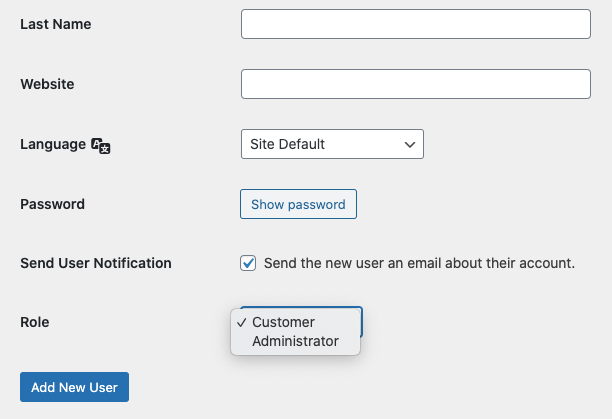 Last Name
Website
Language
Site Default
Password
Show password
Send User Notification
Send the new user an email about their account.
Role
Customer
Administrator
Add New User